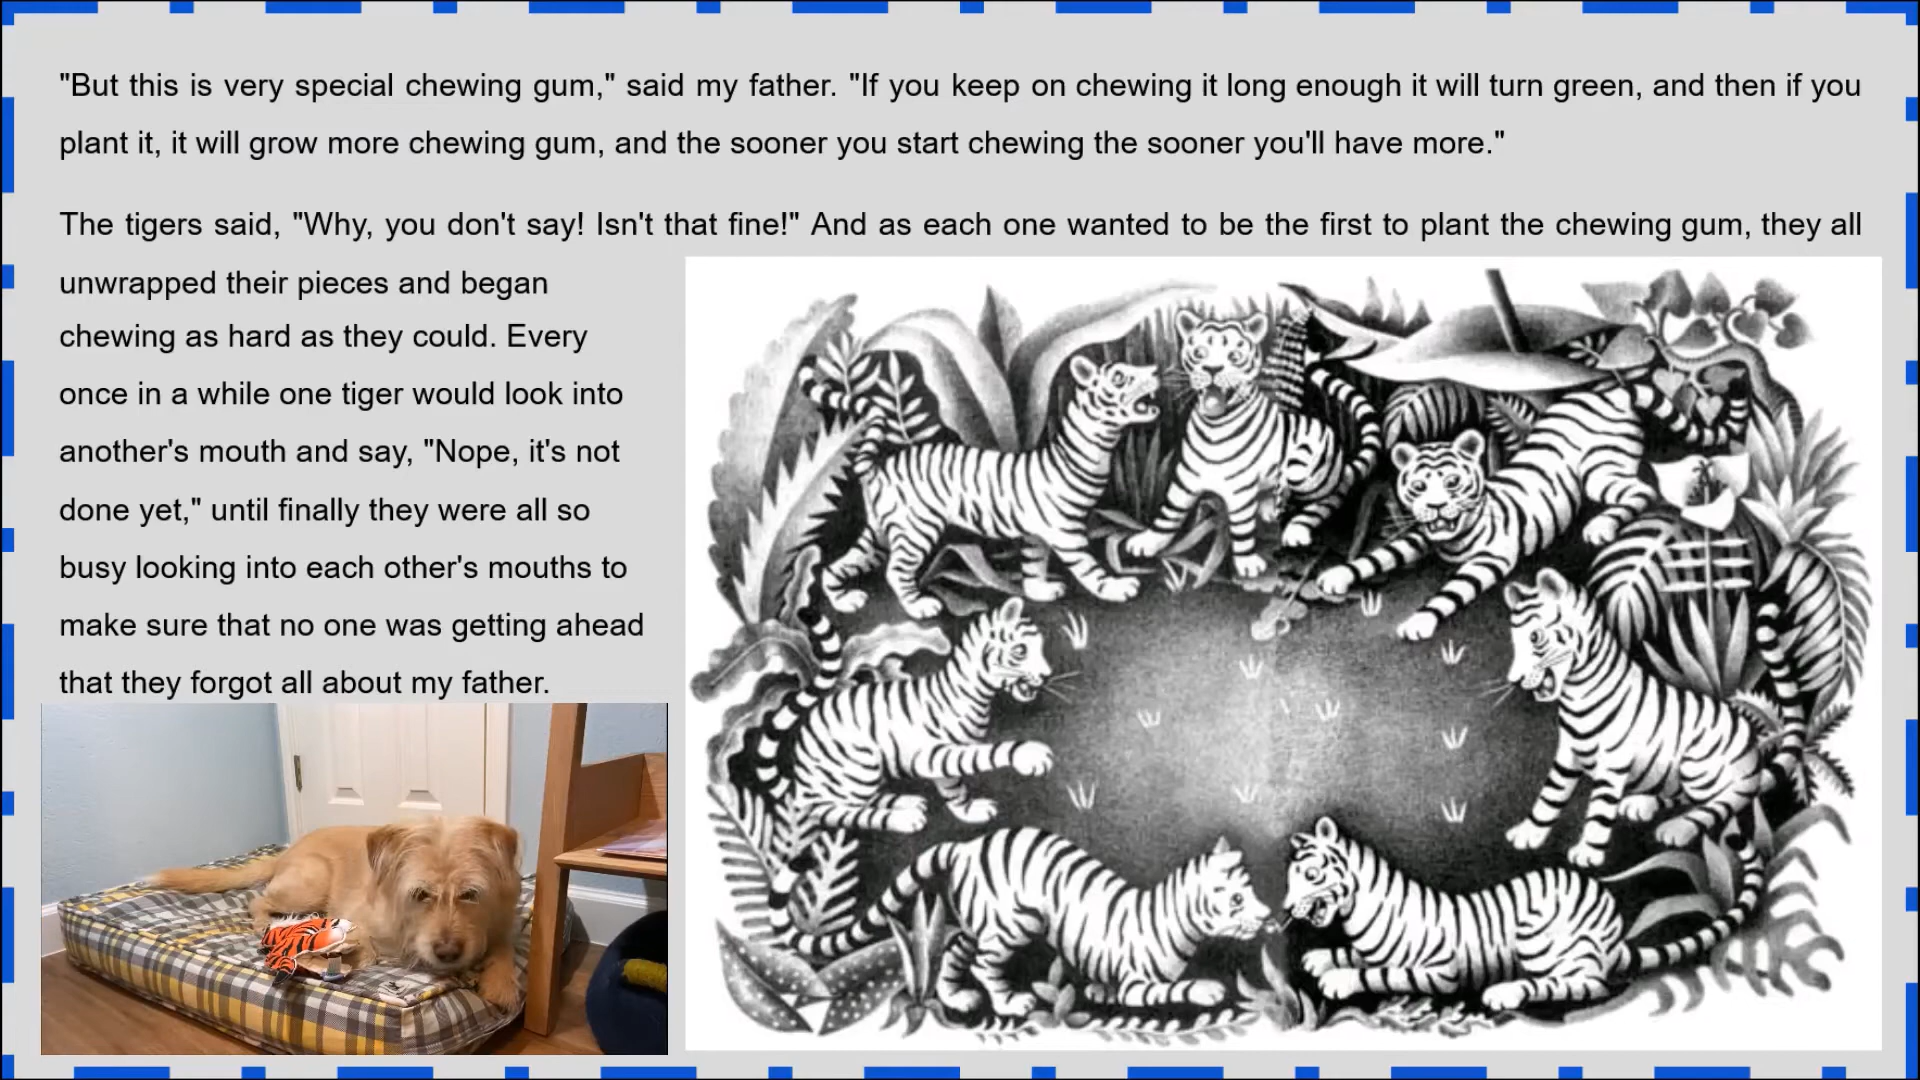 "But this is very special chewing gum," said my father. "If you keep on chewing it long enough it will turn green, and then if you
plant it, it will grow more chewing gum, and the sooner you start chewing the sooner you'll have more."
The tigers said, "Why, you don't say! Isn't that fine!" And as each one wanted to be the first to plant the chewing gum, they all
unwrapped their pieces and began
chewing as hard as they could. Every
once in a while one tiger would look into
another's mouth and say, "Nope, it's not
done yet," until finally they were all so
busy looking into each other's mouths to
make sure that no one was getting ahead
that they forgot all about my father.